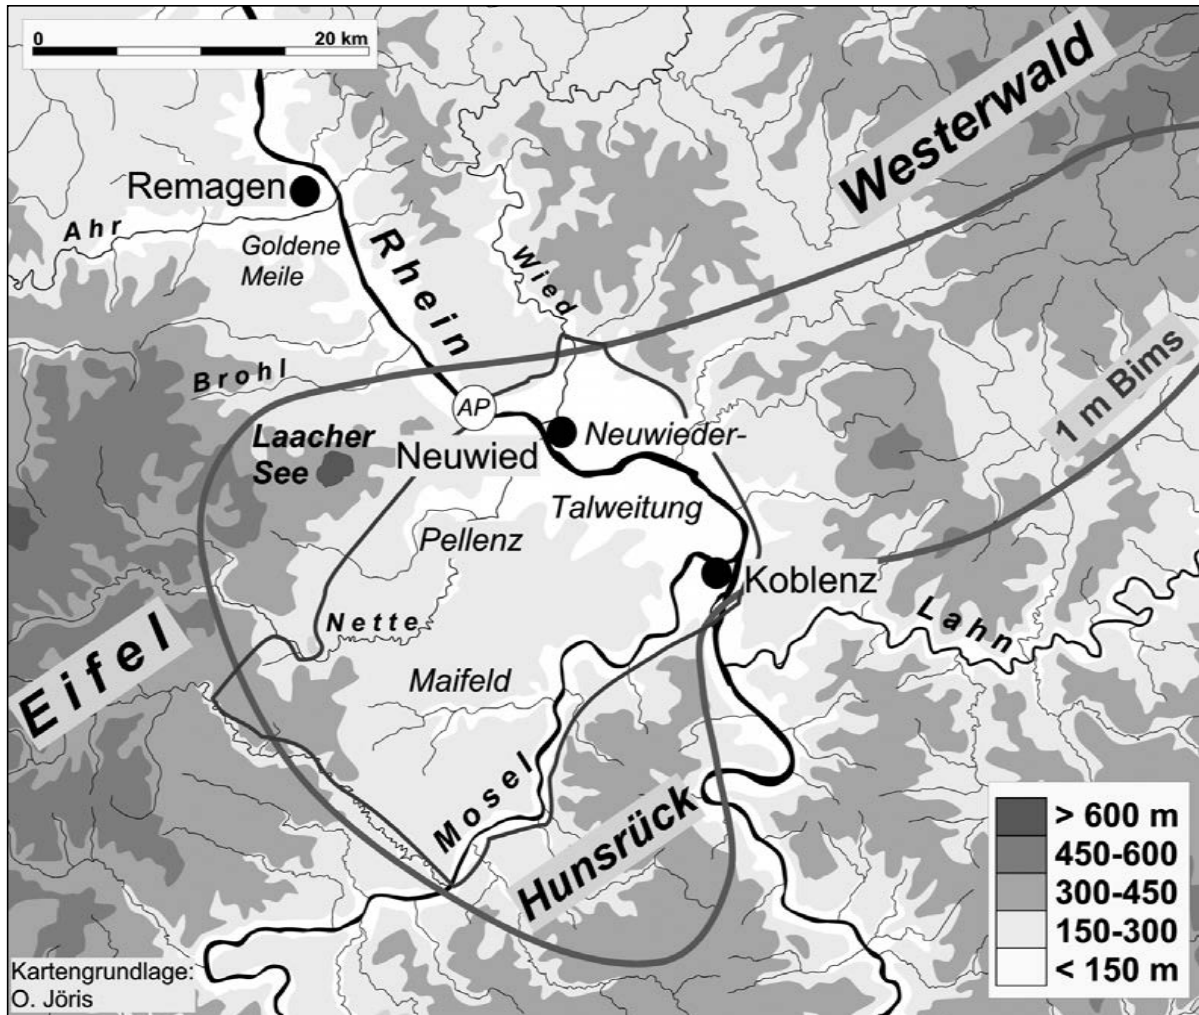 0 20 km
Westerwald
Remagen
Ahr
Goldene
Meile
Rhein
Wied
Brohl
1 m Bims
AP
Laacher
See
Neuwied
Neuwieder-
Talweitung
Pellenz
Koblenz
Nette
Lahn
Eifel
Maifeld
Mosel
Hunsrück
> 600 m
450-600
300-450
150-300
< 150 m
Kartengrundlage:
O. Jöris